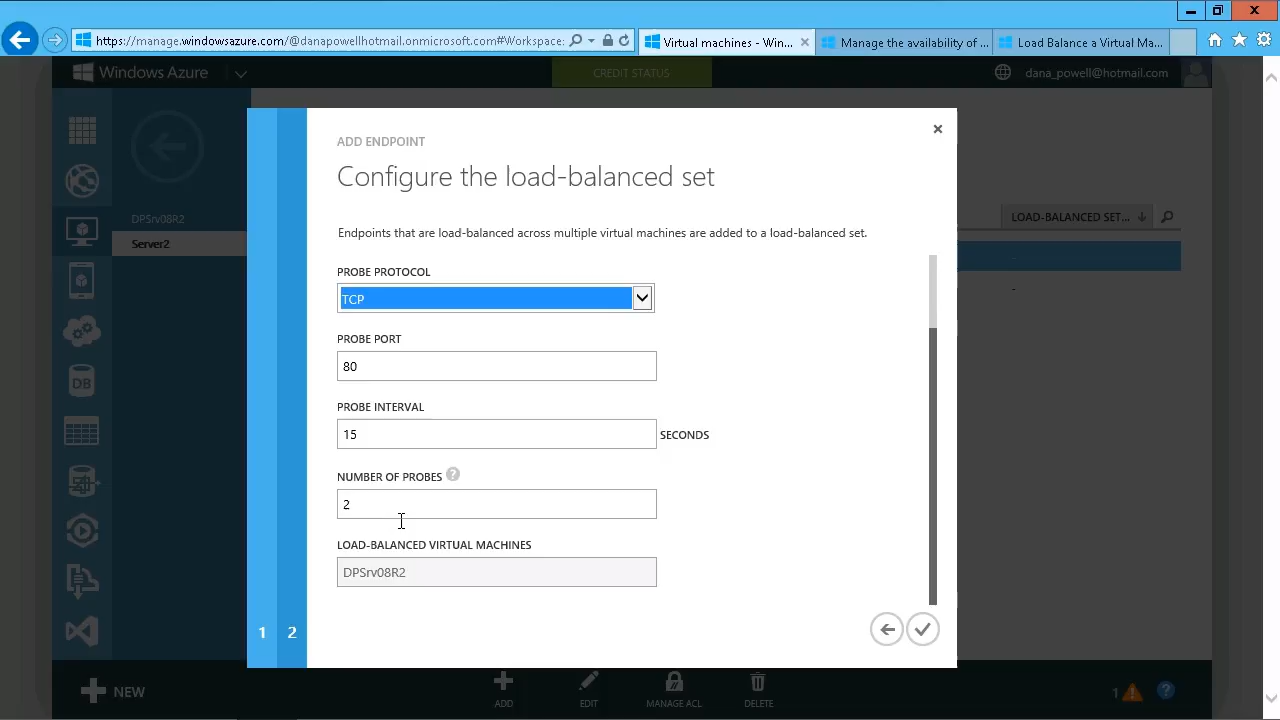 https://manage.windowsazure.com/@danapowellhotmail.onmicrosoft.com#Workspace:
Virtual machines - Win...
Manage the availability of ...
Load Balance a Virtual Ma...
Windows Azure
CREDIT STATUS
dana_powell@hotmail.com
ADD ENDPOINT
Configure the load-balanced set
DPSrv08R2
LOAD-BALANCED SET...
Endpoints that are load-balanced across multiple virtual machines are added to a load-balanced set.
Server2
PROBE PROTOCOL
TCP
PROBE PORT
80
PROBE INTERVAL
15
SECONDS
DB
NUMBER OF PROBES ?
2
LOAD-BALANCED VIRTUAL MACHINES
DPSrv08R2
1
2
NEW
ADD
EDIT
MANAGE ACL
DELETE
1
?